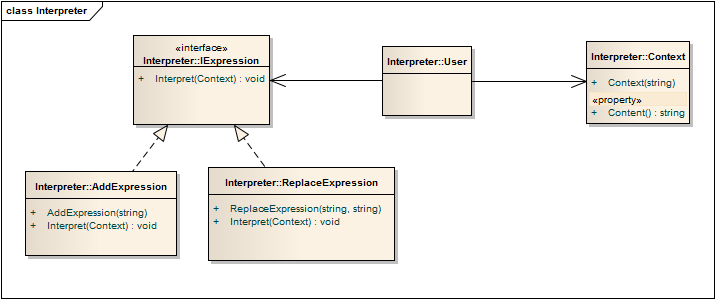 class Interpreter
«interface»
Interpreter::IExpression
+ Interpret(Context) : void
Interpreter::User
Interpreter::Context
+ Context(string)
«property»
+ Content() : string
Interpreter::AddExpression
+ AddExpression(string)
+ Interpret(Context) : void
Interpreter::ReplaceExpression
+ ReplaceExpression(string, string)
+ Interpret(Context) : void